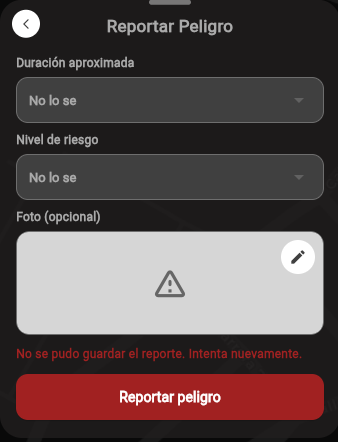 Reportar Peligro
Duración aproximada
No lo se
Nivel de riesgo
No lo se
Foto (opcional)
No se pudo guardar el reporte. Intenta nuevamente.
Reportar peligro